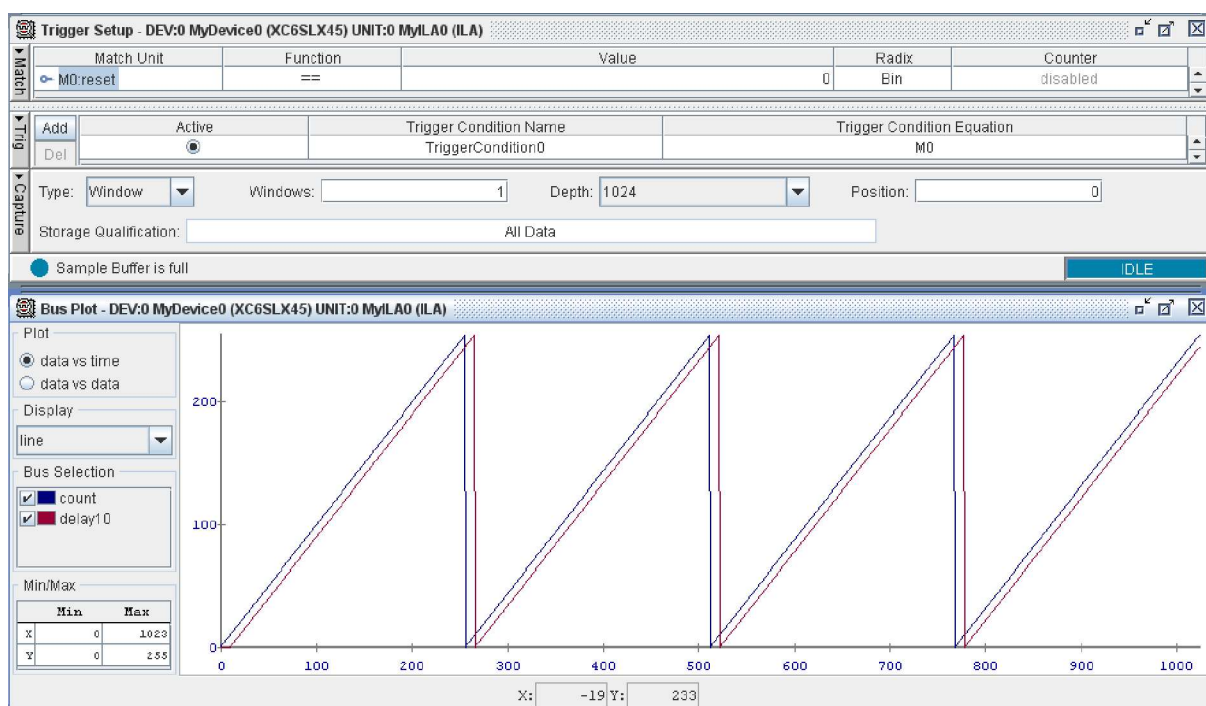 Trigger Setup - DEV:0 MyDevice0 (XC6SLX45) UNIT:0 MyILA0 (ILA)
Match
Match Unit Function Value Radix Counter
M0:reset == 0 Bin disabled
Trig
Add Active Trigger Condition Name Trigger Condition Equation
Del TriggerCondition0 M0
Capture
Type: Window Windows: 1 Depth: 1024 Position: 0
Storage Qualification: All Data
Sample Buffer is full IDLE
Bus Plot - DEV:0 MyDevice0 (XC6SLX45) UNIT:0 MyILA0 (ILA)
Plot
data vs time
data vs data
Display
line
Bus Selection
count
delay10
Min/Max
Min Max
X 0 1023
Y 0 255
200
100
0
0 100 200 300 400 500 600 700 800 900 1000
X: -19 Y: 233